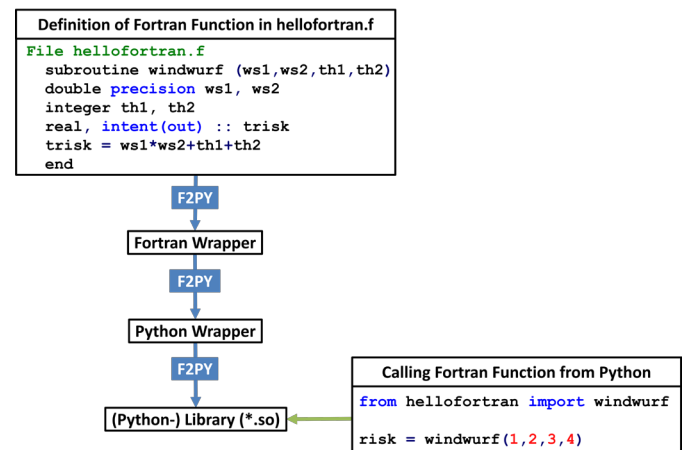 Definition of Fortran Function in hellofortran.f
File hellofortran.f
subroutine windwurf (ws1,ws2,th1,th2)
double precision ws1, ws2
integer th1, th2
real, intent(out) :: trisk
trisk = ws1*ws2+th1+th2
end
F2PY
Fortran Wrapper
F2PY
Python Wrapper
F2PY
(Python-) Library (*.so)
Calling Fortran Function from Python
from hellofortran import windwurf
risk = windwurf(1,2,3,4)